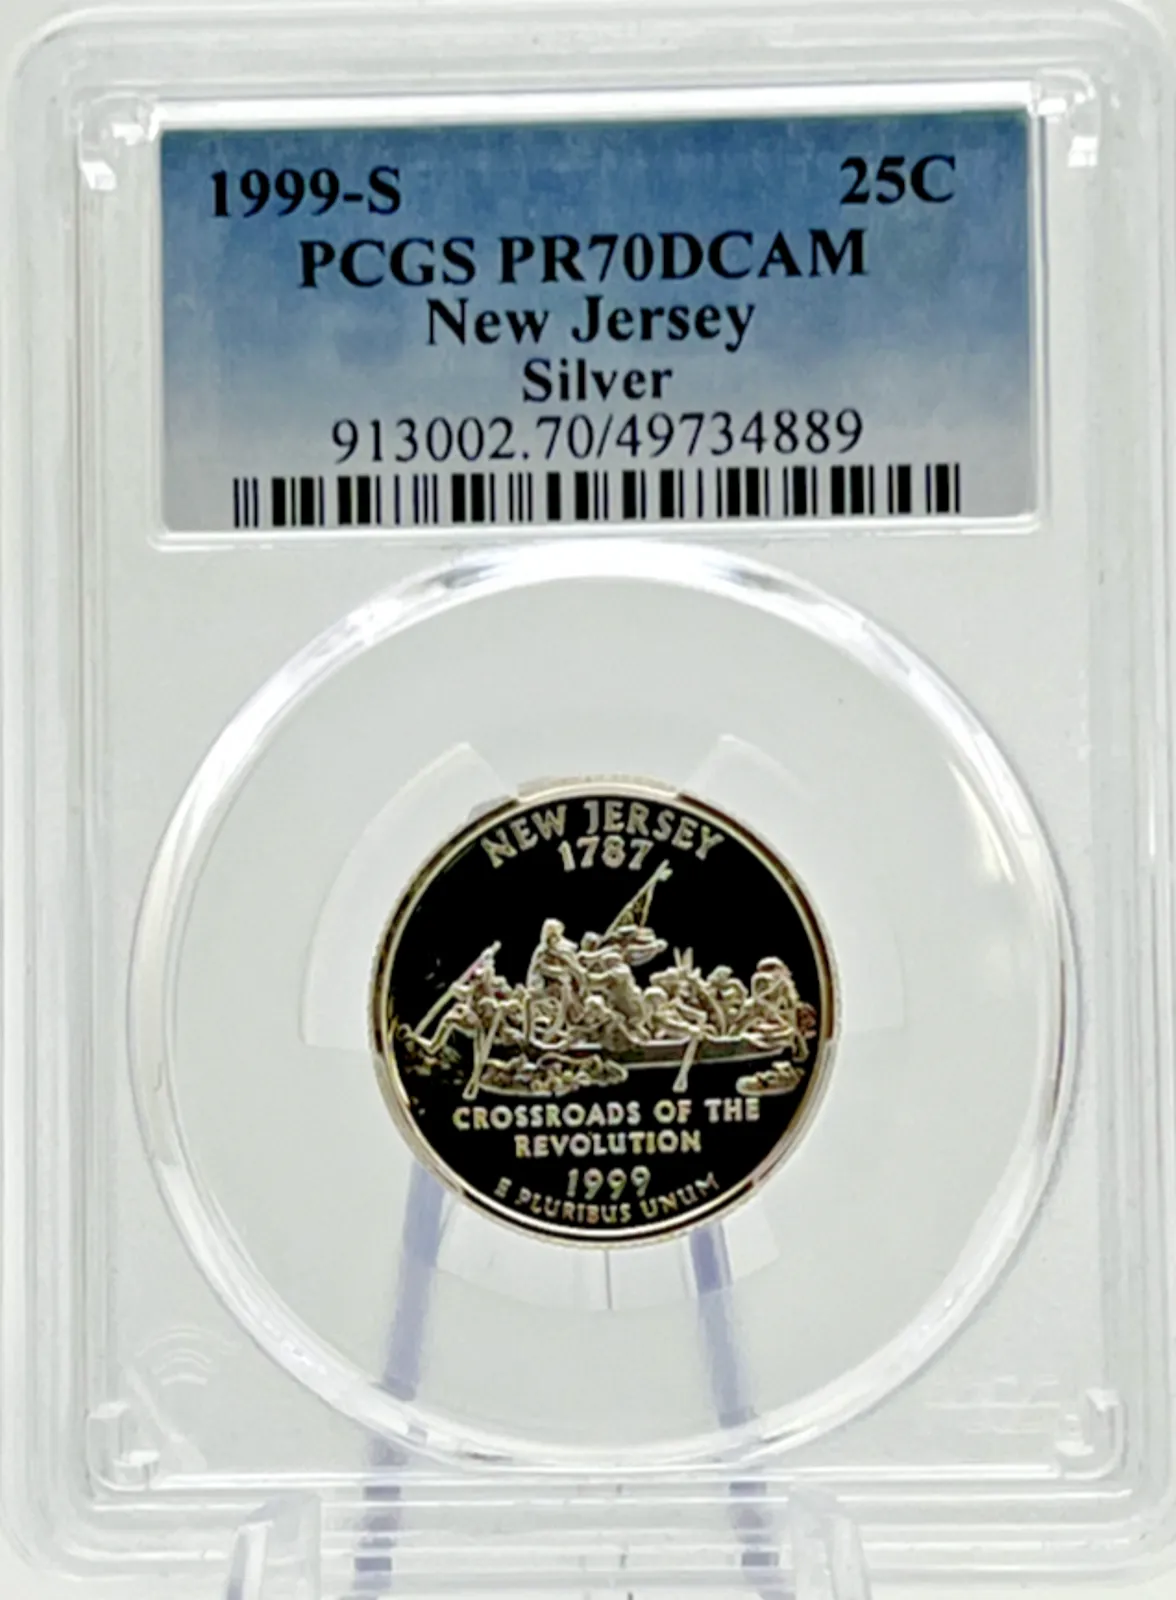 1999-S 25C
PCGS PR70DCAM
New Jersey
Silver
913002.70/49734889
NEW JERSEY
1787
CROSSROADS OF THE
REVOLUTION
1999
E PLURIBUS UNUM